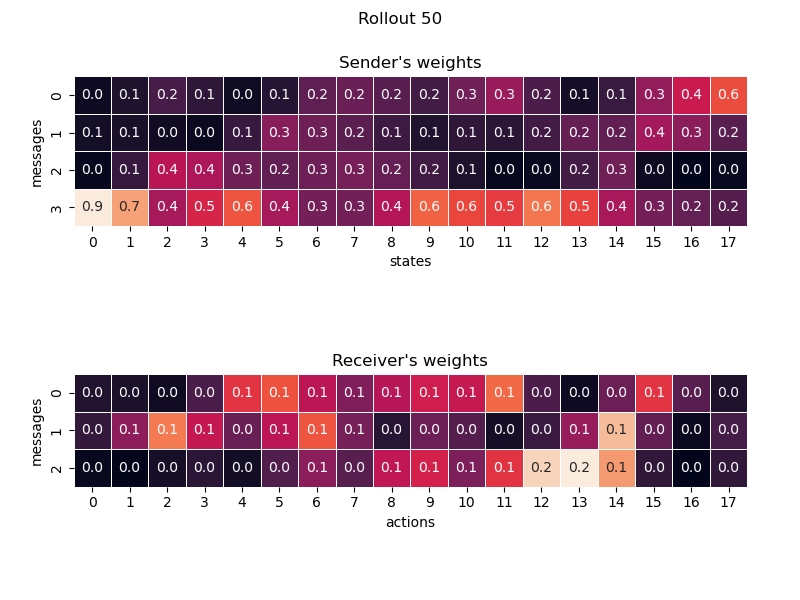 Rollout 50
Sender's weights
0 0.0 0.1 0.2 0.1 0.0 0.1 0.2 0.2 0.2 0.2 0.3 0.3 0.2 0.1 0.1 0.3 0.4 0.6
1 0.1 0.1 0.0 0.0 0.1 0.3 0.3 0.2 0.1 0.1 0.1 0.1 0.2 0.2 0.2 0.4 0.3 0.2
2 0.0 0.1 0.4 0.4 0.3 0.2 0.3 0.3 0.2 0.2 0.1 0.0 0.0 0.2 0.3 0.0 0.0 0.0
3 0.9 0.7 0.4 0.5 0.6 0.4 0.3 0.3 0.4 0.6 0.6 0.5 0.6 0.5 0.4 0.3 0.2 0.2
messages
0 1 2 3 4 5 6 7 8 9 10 11 12 13 14 15 16 17
states
Receiver's weights
0 0.0 0.0 0.0 0.0 0.1 0.1 0.1 0.1 0.1 0.1 0.1 0.1 0.0 0.0 0.0 0.1 0.0 0.0
1 0.0 0.1 0.1 0.1 0.0 0.1 0.1 0.1 0.0 0.0 0.0 0.0 0.0 0.1 0.1 0.0 0.0 0.0
2 0.0 0.0 0.0 0.0 0.0 0.0 0.1 0.0 0.1 0.1 0.1 0.1 0.2 0.2 0.1 0.0 0.0 0.0
messages
0 1 2 3 4 5 6 7 8 9 10 11 12 13 14 15 16 17
actions